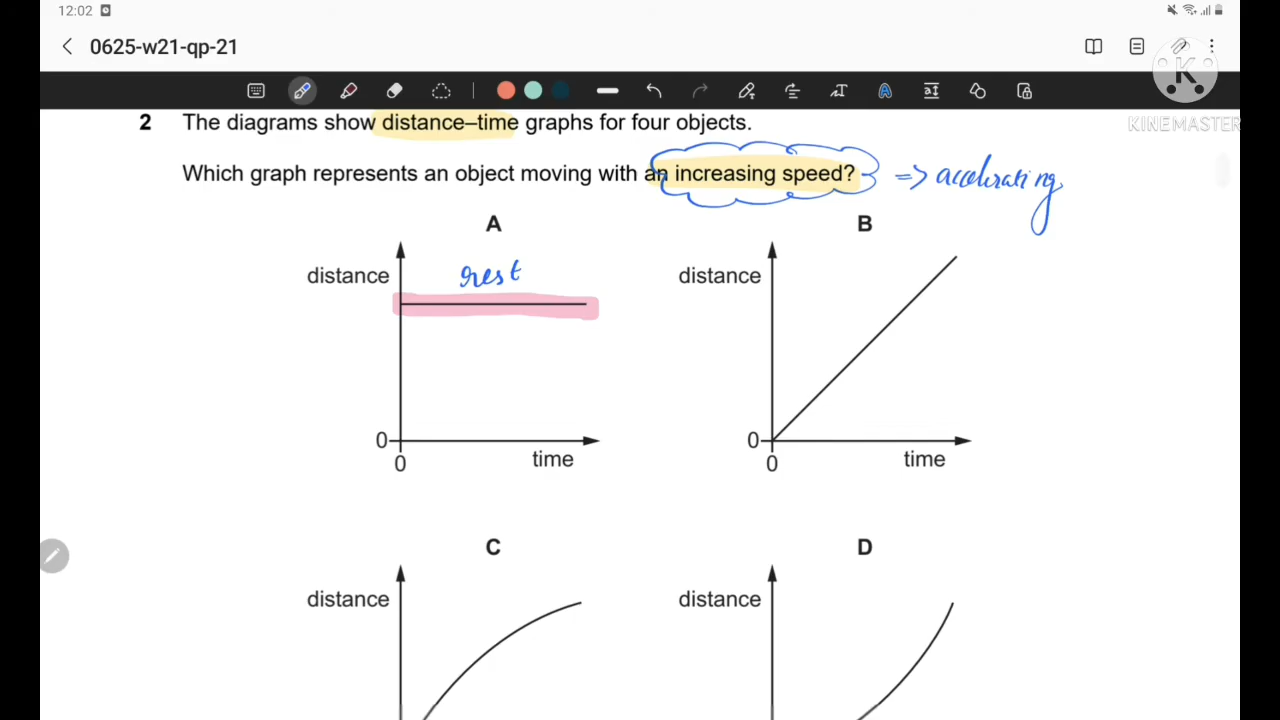 12:02
0625-w21-qp-21
K
KINEMASTER
2 The diagrams show distance–time graphs for four objects.
Which graph represents an object moving with an increasing speed? => accelerating
A
distance
rest
0
0
time
B
distance
0
0
time
C
distance
D
distance